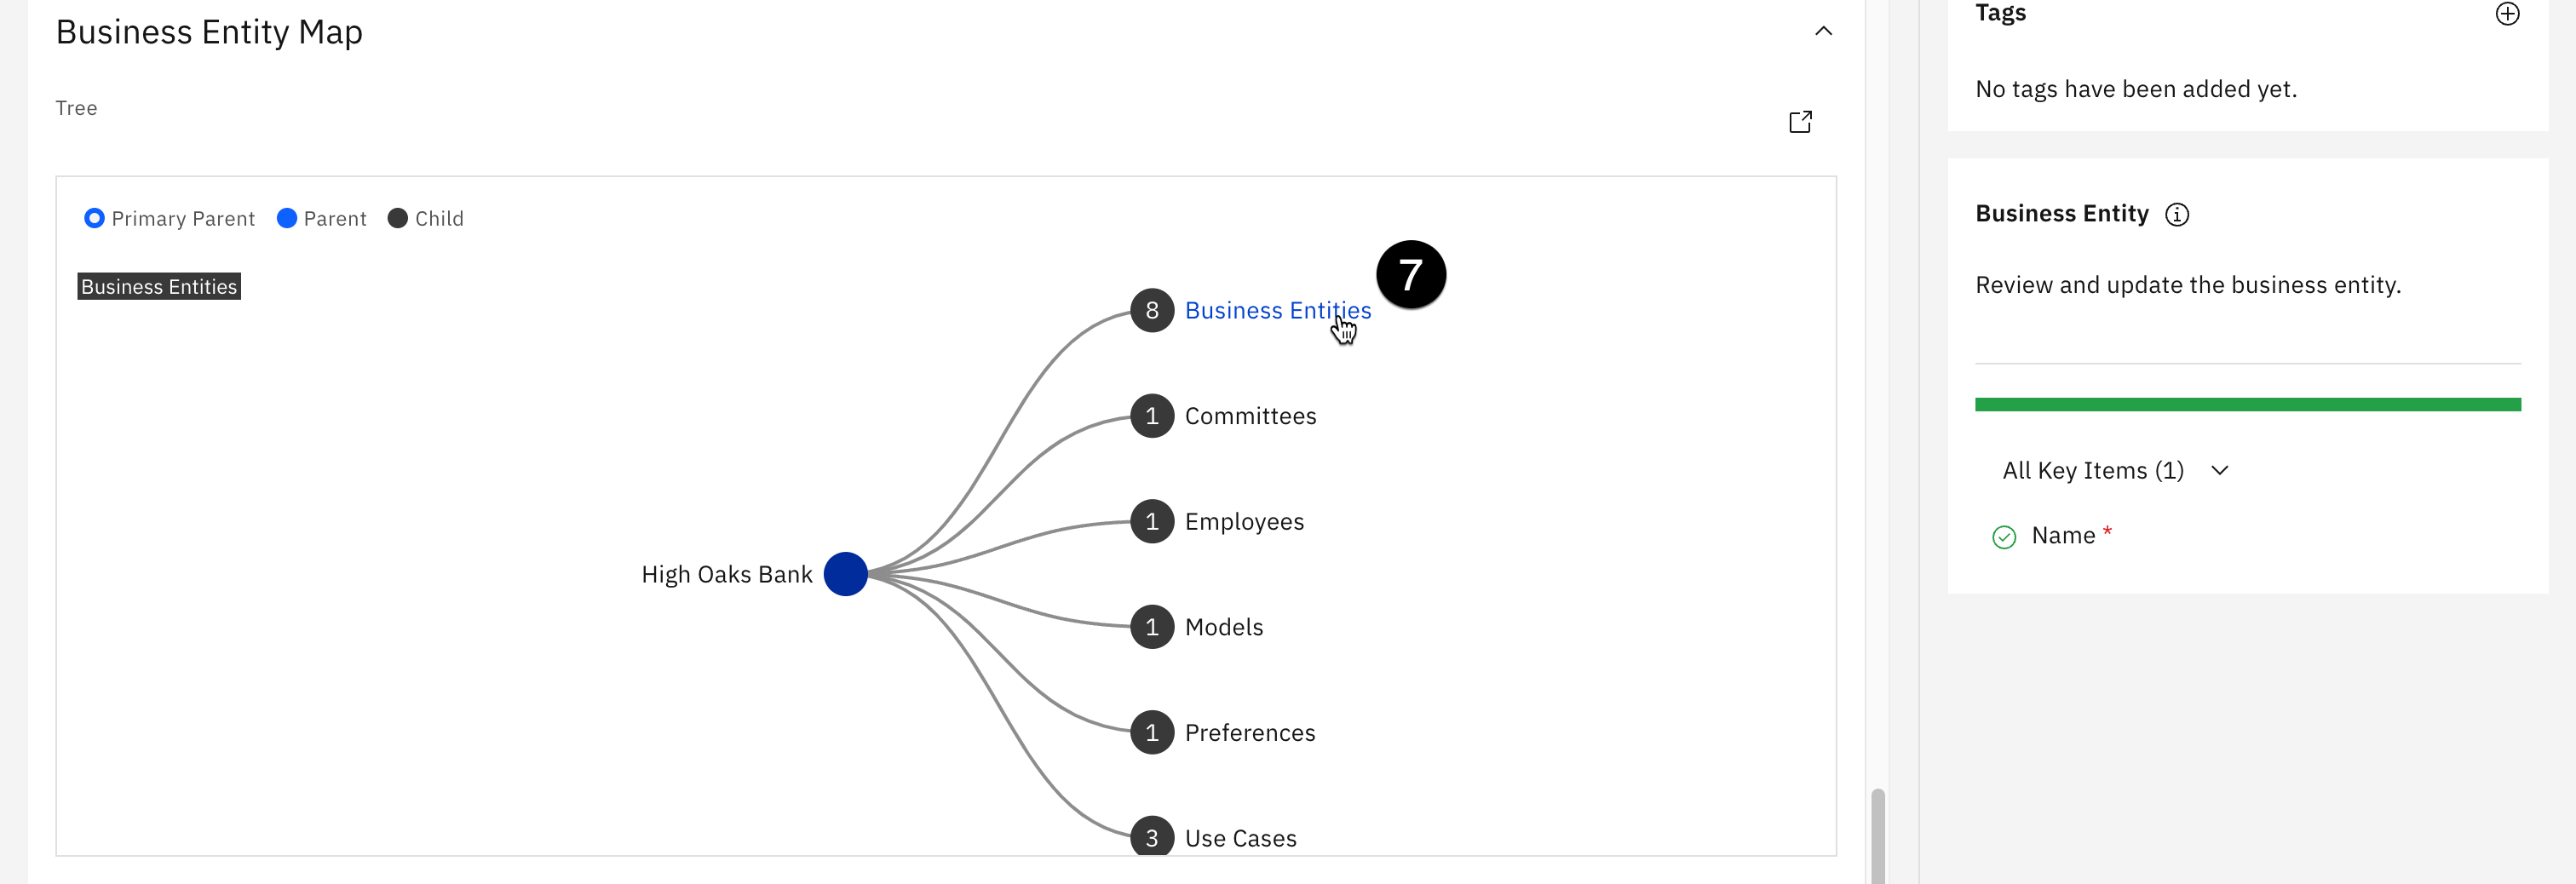 Business Entity Map
Tree
Primary Parent
Parent
Child
Business Entities
7
8 Business Entities
1 Committees
1 Employees
High Oaks Bank
1 Models
1 Preferences
3 Use Cases
Tags
No tags have been added yet.
Business Entity
Review and update the business entity.
All Key Items (1)
Name *